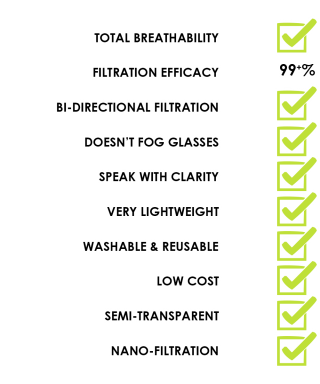 TOTAL BREATHABILITY
FILTRATION EFFICACY 99+%
BI-DIRECTIONAL FILTRATION
DOESN'T FOG GLASSES
SPEAK WITH CLARITY
VERY LIGHTWEIGHT
WASHABLE & REUSABLE
LOW COST
SEMI-TRANSPARENT
NANO-FILTRATION